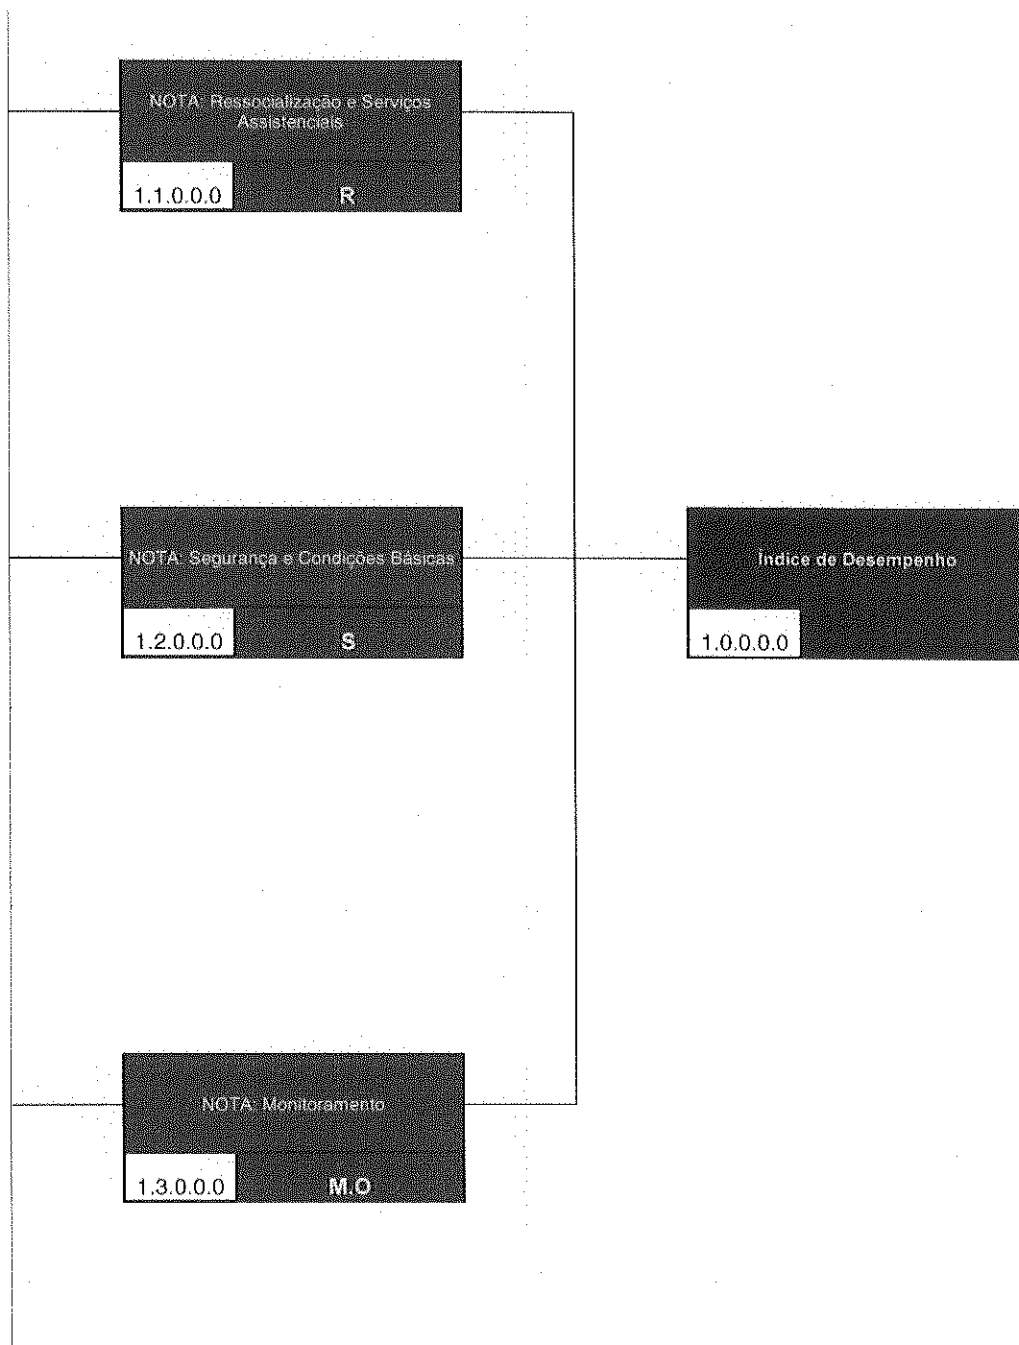 NOTA: Ressocialização e Serviços
Assistenciais
1.1.0.0.0
R
NOTA: Segurança e Condições Básicas
1.2.0.0.0
S
Índice de Desempenho
1.0.0.0.0
NOTA: Monitoramento
1.3.0.0.0
M.O